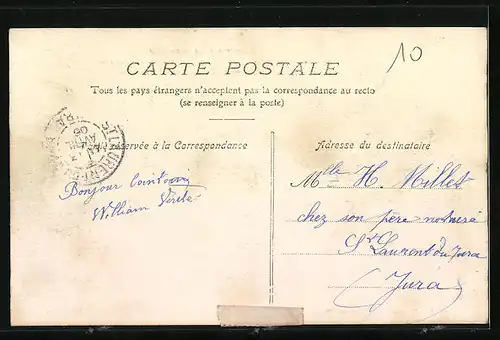 10
CARTE POSTALE
Tous les pays étrangers n'acceptent pas la correspondance au recto
(se renseigner à la poste)
réservée à la Correspondance
Adresse du destinataire
Mlle H. Millet
Bonjour
William
chez son père
St Laurent du Jura
(Jura)